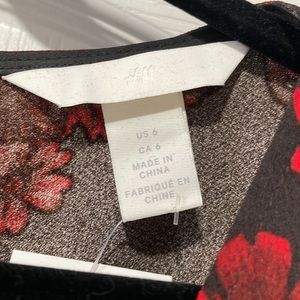 H&M
US 6
CA 6
MADE IN
CHINA
FABRIQUÉ EN
CHINE